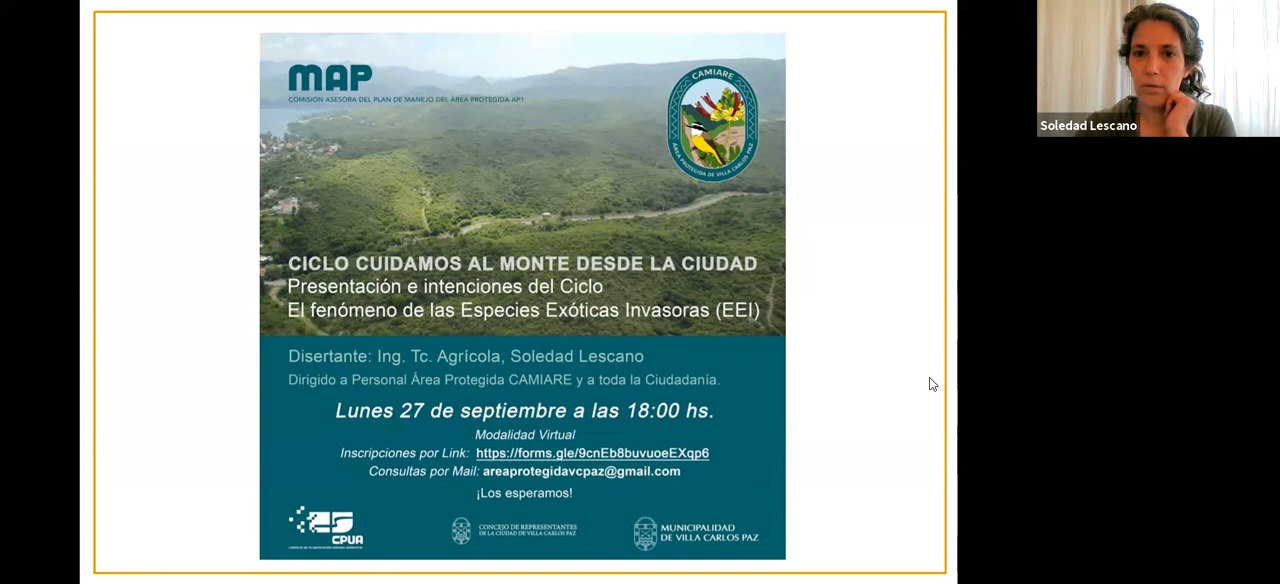 MAP
COMISIÓN ASESORA DEL PLAN DE MANEJO DEL ÁREA PROTEGIDA AP1
CAMIARE
ÁREA PROTEGIDA DE VILLA CARLOS PAZ
Soledad Lescano
CICLO CUIDAMOS AL MONTE DESDE LA CIUDAD
Presentación e intenciones del Ciclo
El fenómeno de las Especies Exóticas Invasoras (EEI)
Disertante: Ing. Tc. Agrícola, Soledad Lescano
Dirigido a Personal Área Protegida CAMIARE y a toda la Ciudadanía.
Lunes 27 de septiembre a las 18:00 hs.
Modalidad Virtual
Inscripciones por Link: https://forms.gle/9cnEb8buvuoeEXqp6
Consultas por Mail: areaprotegidavcpaz@gmail.com
¡Los esperamos!
CPUA
CONCEJO DE REPRESENTANTES
DE LA CIUDAD DE VILLA CARLOS PAZ
MUNICIPALIDAD
DE VILLA CARLOS PAZ